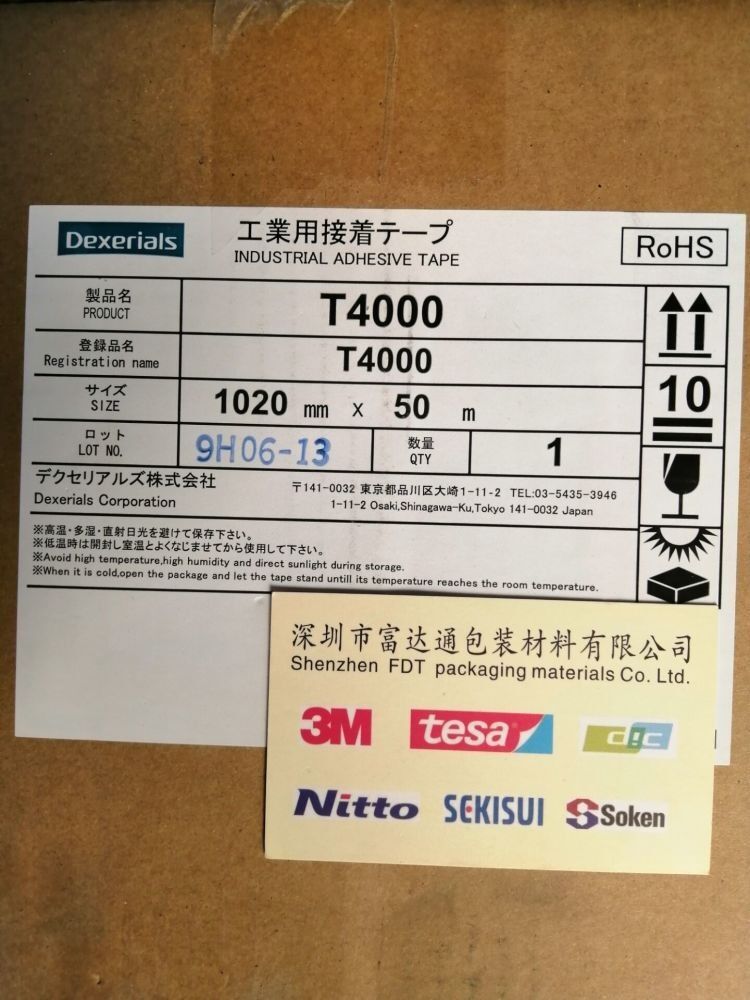 Dexerials
工業用接着テープ
INDUSTRIAL ADHESIVE TAPE
RoHS
製品名
PRODUCT
T4000
登録品名
Registration name
T4000
サイズ
SIZE
1020 mm x 50 m
10
ロット
LOT NO.
9H06-13
数量
QTY
1
デクセリアルズ株式会社
Dexerials Corporation
〒141-0032 東京都品川区大崎1-11-2 TEL:03-5435-3946
1-11-2 Osaki,Shinagawa-Ku,Tokyo 141-0032 Japan
※高温・多湿・直射日光を避けて保存下さい。
※低温時は開封し室温とよくなじませてから使用して下さい。
※Avoid high temperature,high humidity and direct sunlight during storage.
※When it is cold,open the package and let the tape stand untill its temperature reaches the room temperature.
深圳市富达通包装材料有限公司
Shenzhen FDT packaging materials Co. Ltd.
3M tesa dic
Nitto SEKISUI Soken